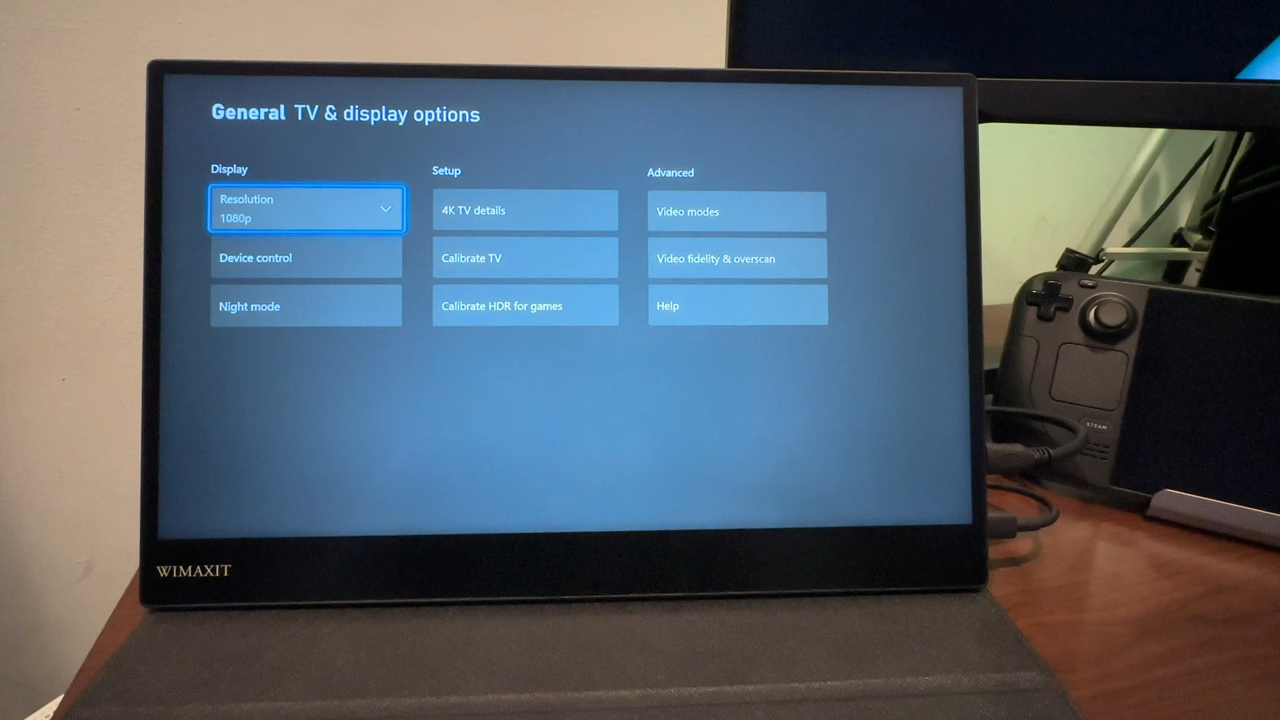 General TV & display options
Display
Resolution
1080p
Device control
Night mode
Setup
4K TV details
Calibrate TV
Calibrate HDR for games
Advanced
Video modes
Video fidelity & overscan
Help
STEAM
WIMAXIT